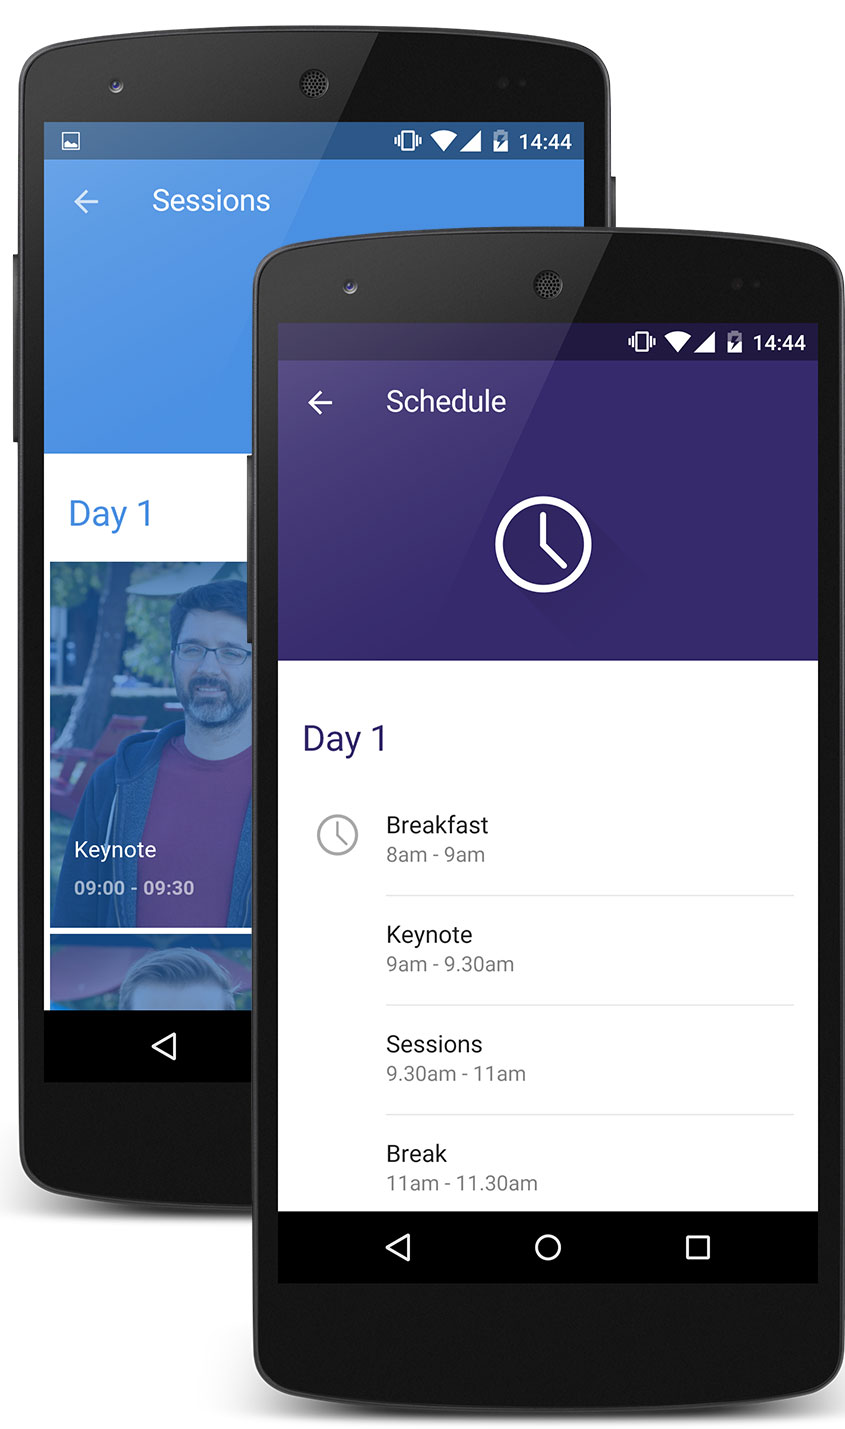 14:44
Sessions
Day 1
Keynote
09:00 - 09:30
14:44
Schedule
Day 1
Breakfast
8am - 9am
Keynote
9am - 9.30am
Sessions
9.30am - 11am
Break
11am - 11.30am